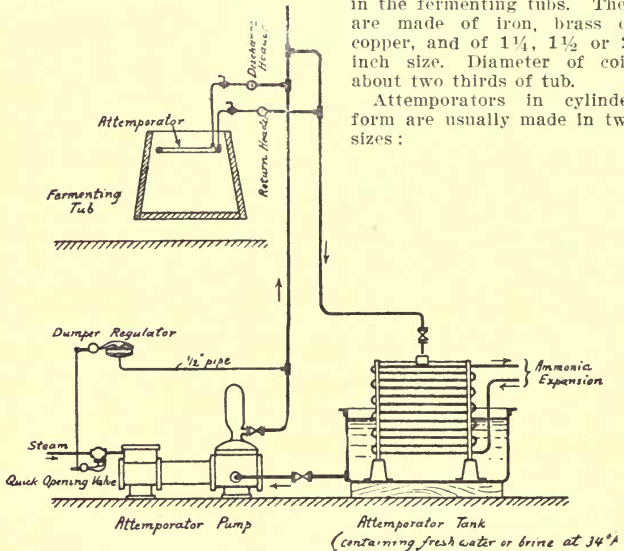 in the fermenting tubs. The
are made of iron, brass o
copper, and of 1¼, 1½ or 2
inch size. Diameter of coi
about two thirds of tub.
Attemporators in cylinde
form are usually made in tw
sizes:
Discharge
Header
Attemporator
Return Header
Fermenting
Tub
Dumper Regulator
½" pipe
Ammonia
Expansion
Steam
Quick Opening Valve
Attemporator Pump
Attemporator Tank
(containing fresh water or brine at 34°F